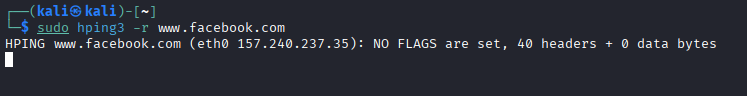 ┌──(kali㉿kali)-[~]
└─$ sudo hping3 -r www.facebook.com
HPING www.facebook.com (eth0 157.240.237.35): NO FLAGS are set, 40 headers + 0 data bytes